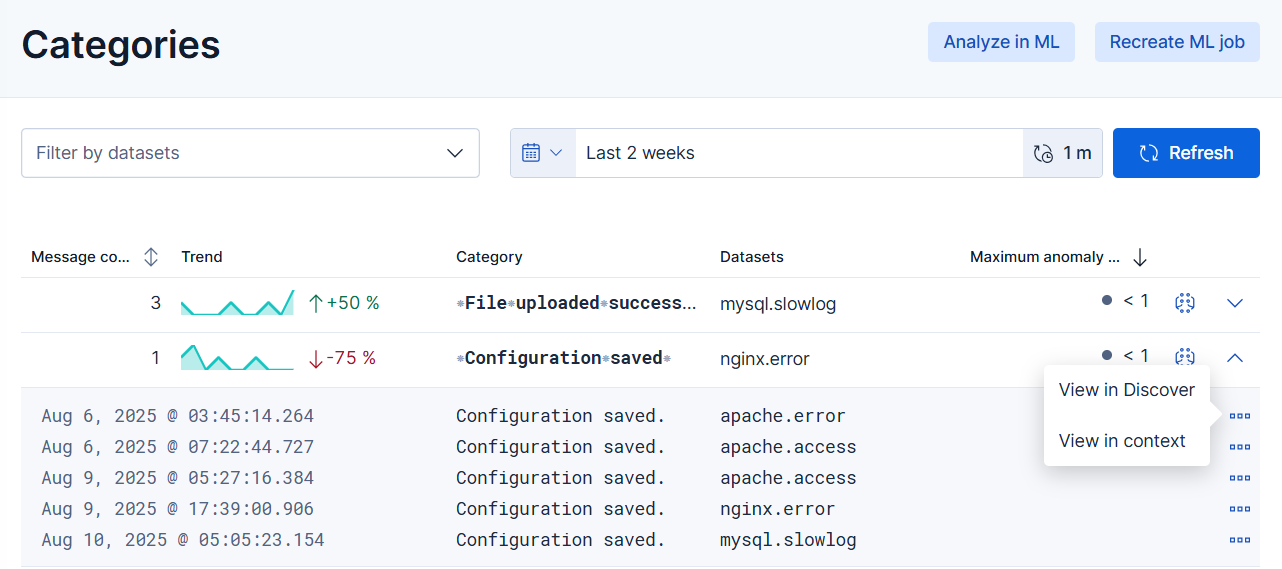 Categories
Analyze in ML
Recreate ML job
Filter by datasets
Last 2 weeks
1 m
Refresh
Message co... Trend Category Datasets Maximum anomaly ...
3 +50 % *File*uploaded*success... mysql.slowlog < 1
1 -75 % *Configuration*saved* nginx.error < 1
View in Discover
View in context
Aug 6, 2025 @ 03:45:14.264 Configuration saved. apache.error
Aug 6, 2025 @ 07:22:44.727 Configuration saved. apache.access
Aug 9, 2025 @ 05:27:16.384 Configuration saved. apache.access
Aug 9, 2025 @ 17:39:00.906 Configuration saved. nginx.error
Aug 10, 2025 @ 05:05:23.154 Configuration saved. mysql.slowlog